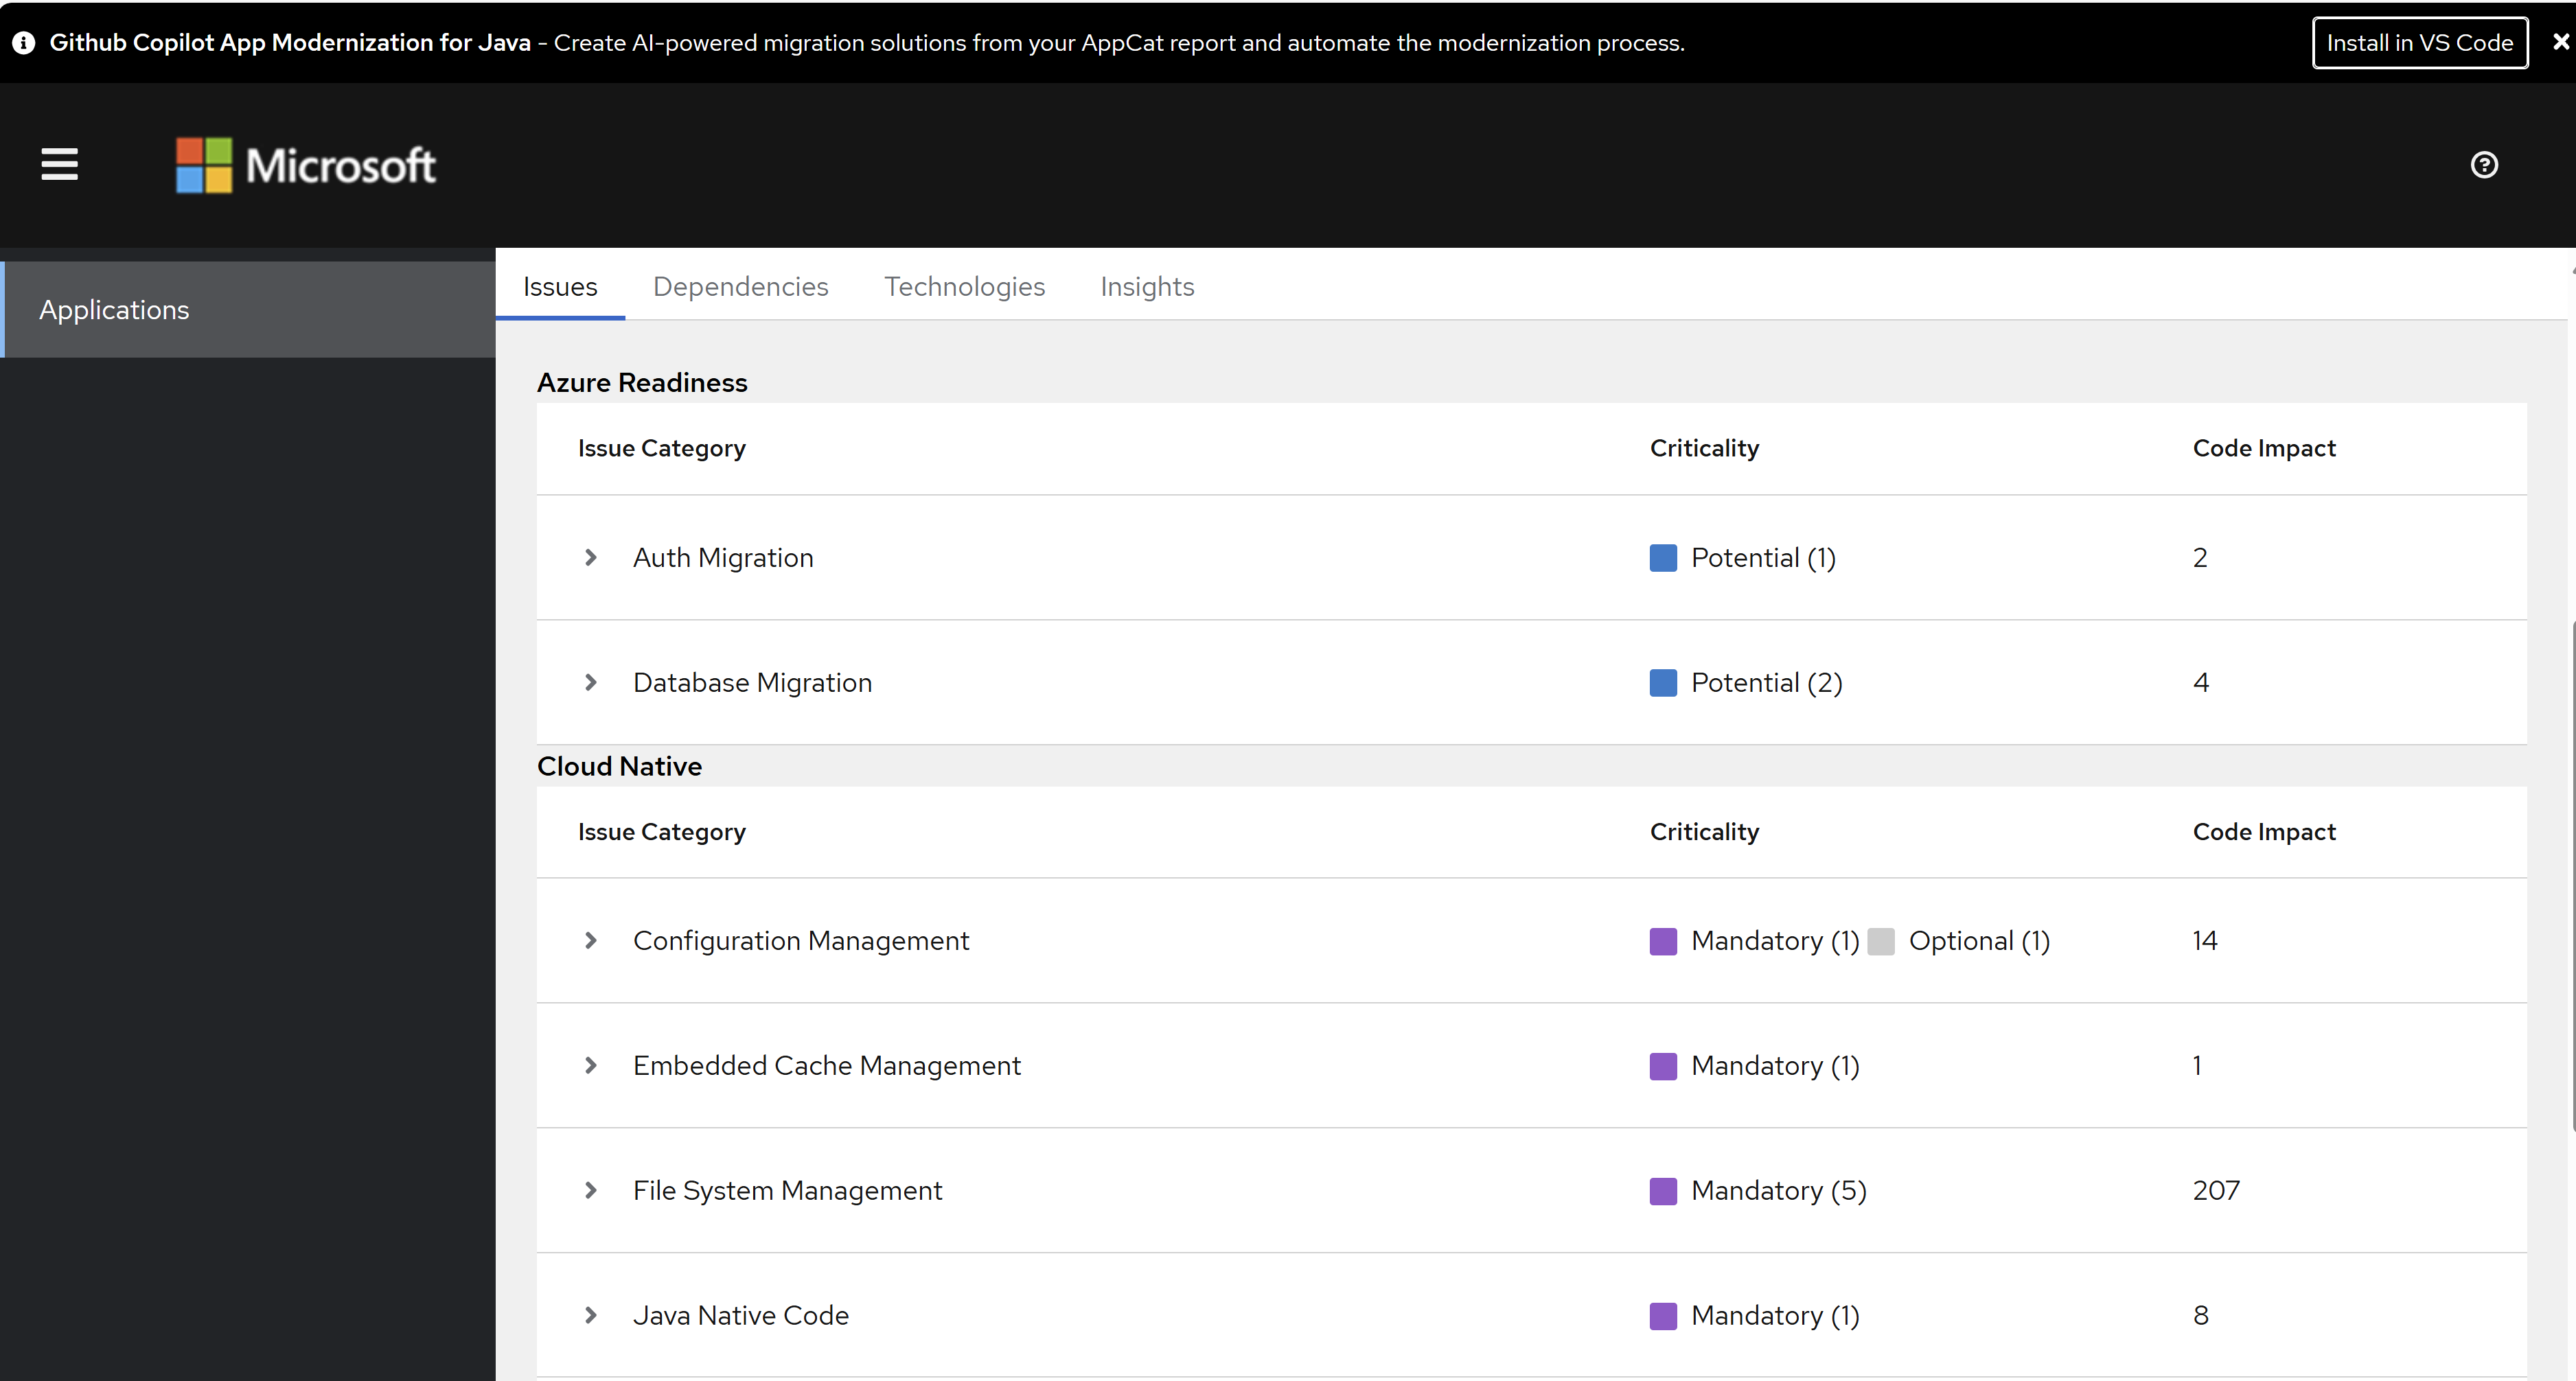 Github Copilot App Modernization for Java - Create AI-powered migration solutions from your AppCat report and automate the modernization process.
Install in VS Code
Microsoft
Applications
Issues Dependencies Technologies Insights
Azure Readiness
Issue Category Criticality Code Impact
Auth Migration Potential (1) 2
Database Migration Potential (2) 4
Cloud Native
Issue Category Criticality Code Impact
Configuration Management Mandatory (1) Optional (1) 14
Embedded Cache Management Mandatory (1) 1
File System Management Mandatory (5) 207
Java Native Code Mandatory (1) 8